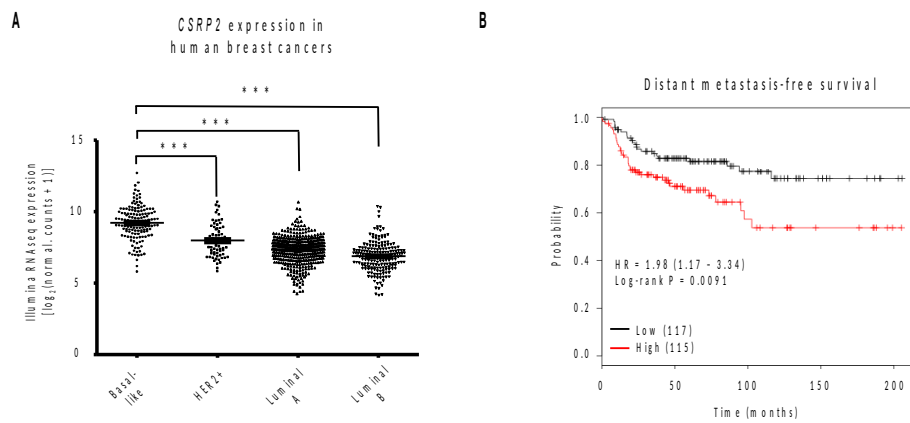 A
CSRP2 expression in
human breast cancers
***
***
***
Illumina RNAseq expression
[log2(normal. counts + 1)]
15
10
5
0
Basal-
like
HER2+
Luminal
A
Luminal
B
B
Distant metastasis-free survival
Probability
1.0
0.8
0.6
0.4
0.2
0.0
HR = 1.98 (1.17 – 3.34)
Log-rank P = 0.0091
Low (117)
High (115)
0
50
100
150
200
Time (months)